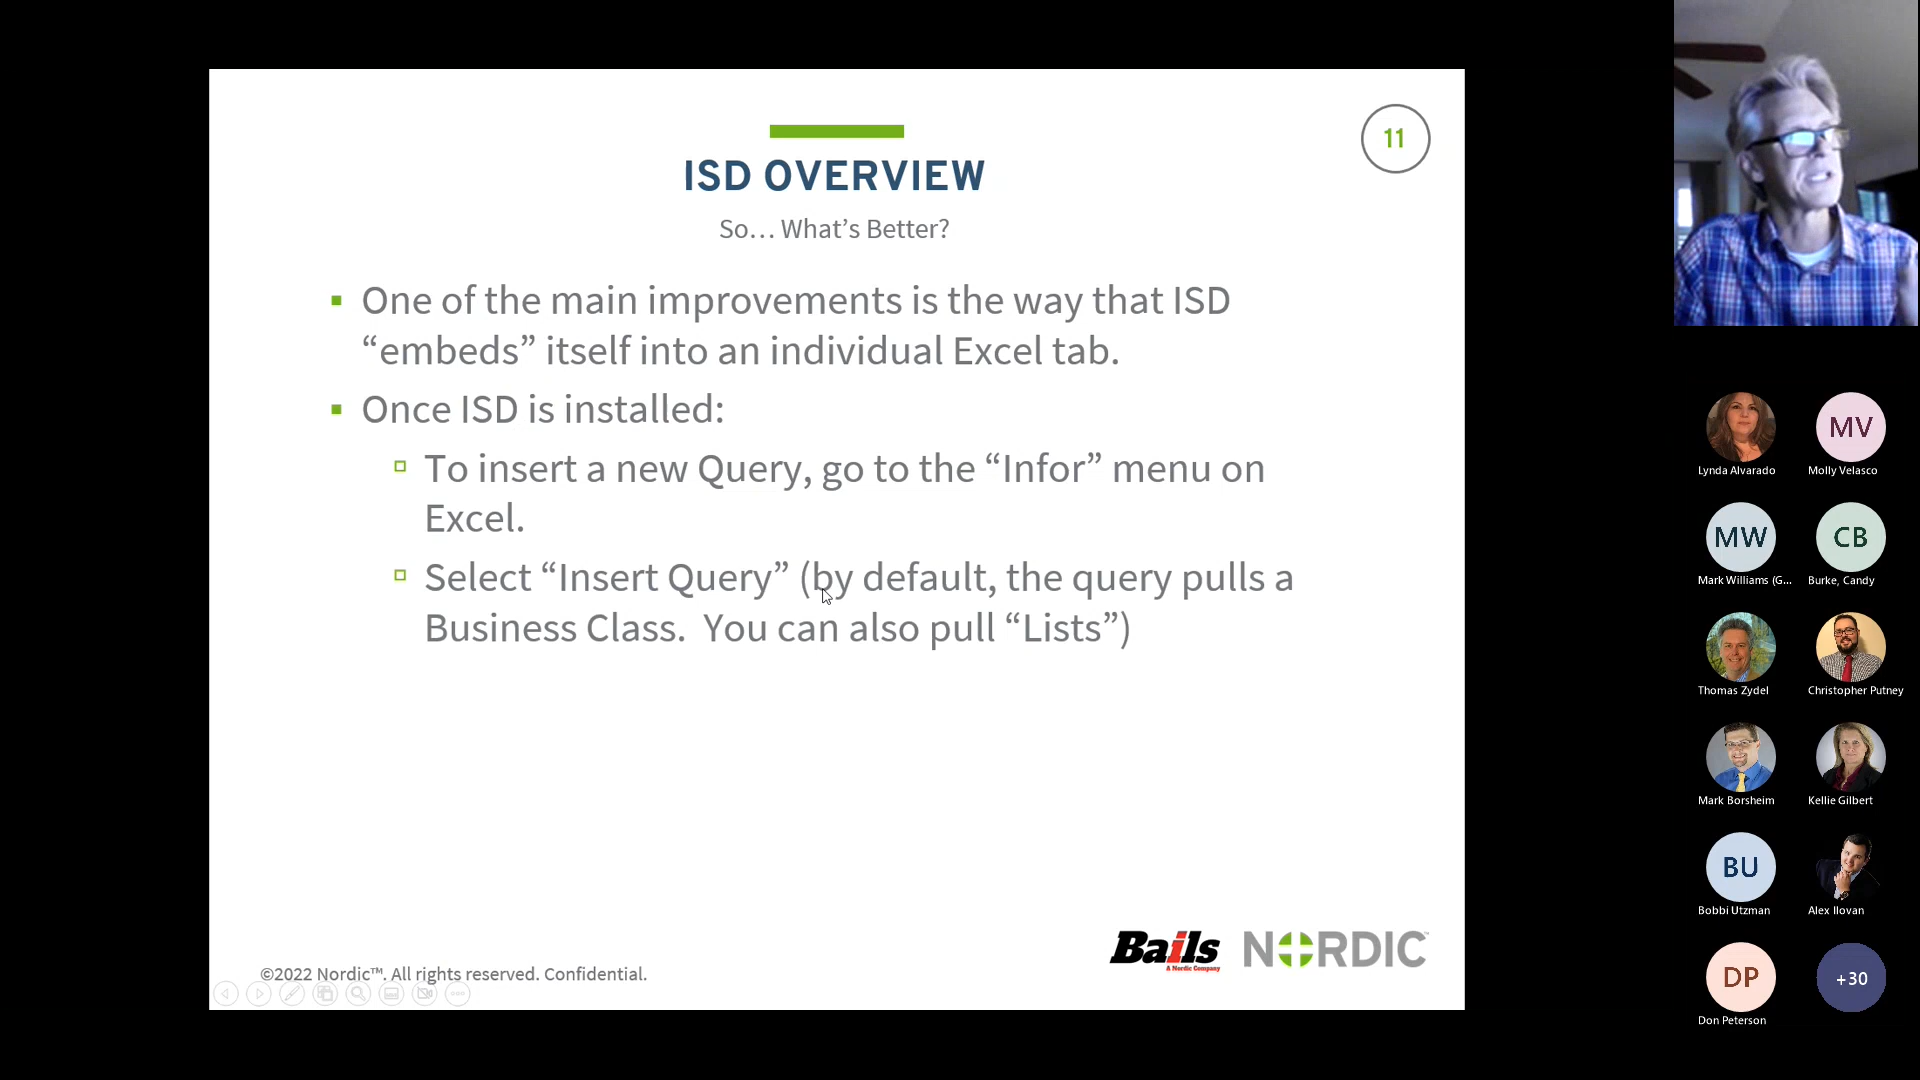 11
ISD OVERVIEW
So… What’s Better?
▪ One of the main improvements is the way that ISD
“embeds” itself into an individual Excel tab.
▪ Once ISD is installed:
▫ To insert a new Query, go to the “Infor” menu on
Excel.
▫ Select “Insert Query” (by default, the query pulls a
Business Class.  You can also pull “Lists”)
Bails
A Nordic Company
NORDIC™
©2022 Nordic™. All rights reserved. Confidential.
MV
Lynda Alvarado
Molly Velasco
MW
CB
Mark Williams (G...
Burke, Candy
Thomas Zydel
Christopher Putney
Mark Borsheim
Kellie Gilbert
BU
Bobbi Utzman
Alex Ilovan
DP
+30
Don Peterson